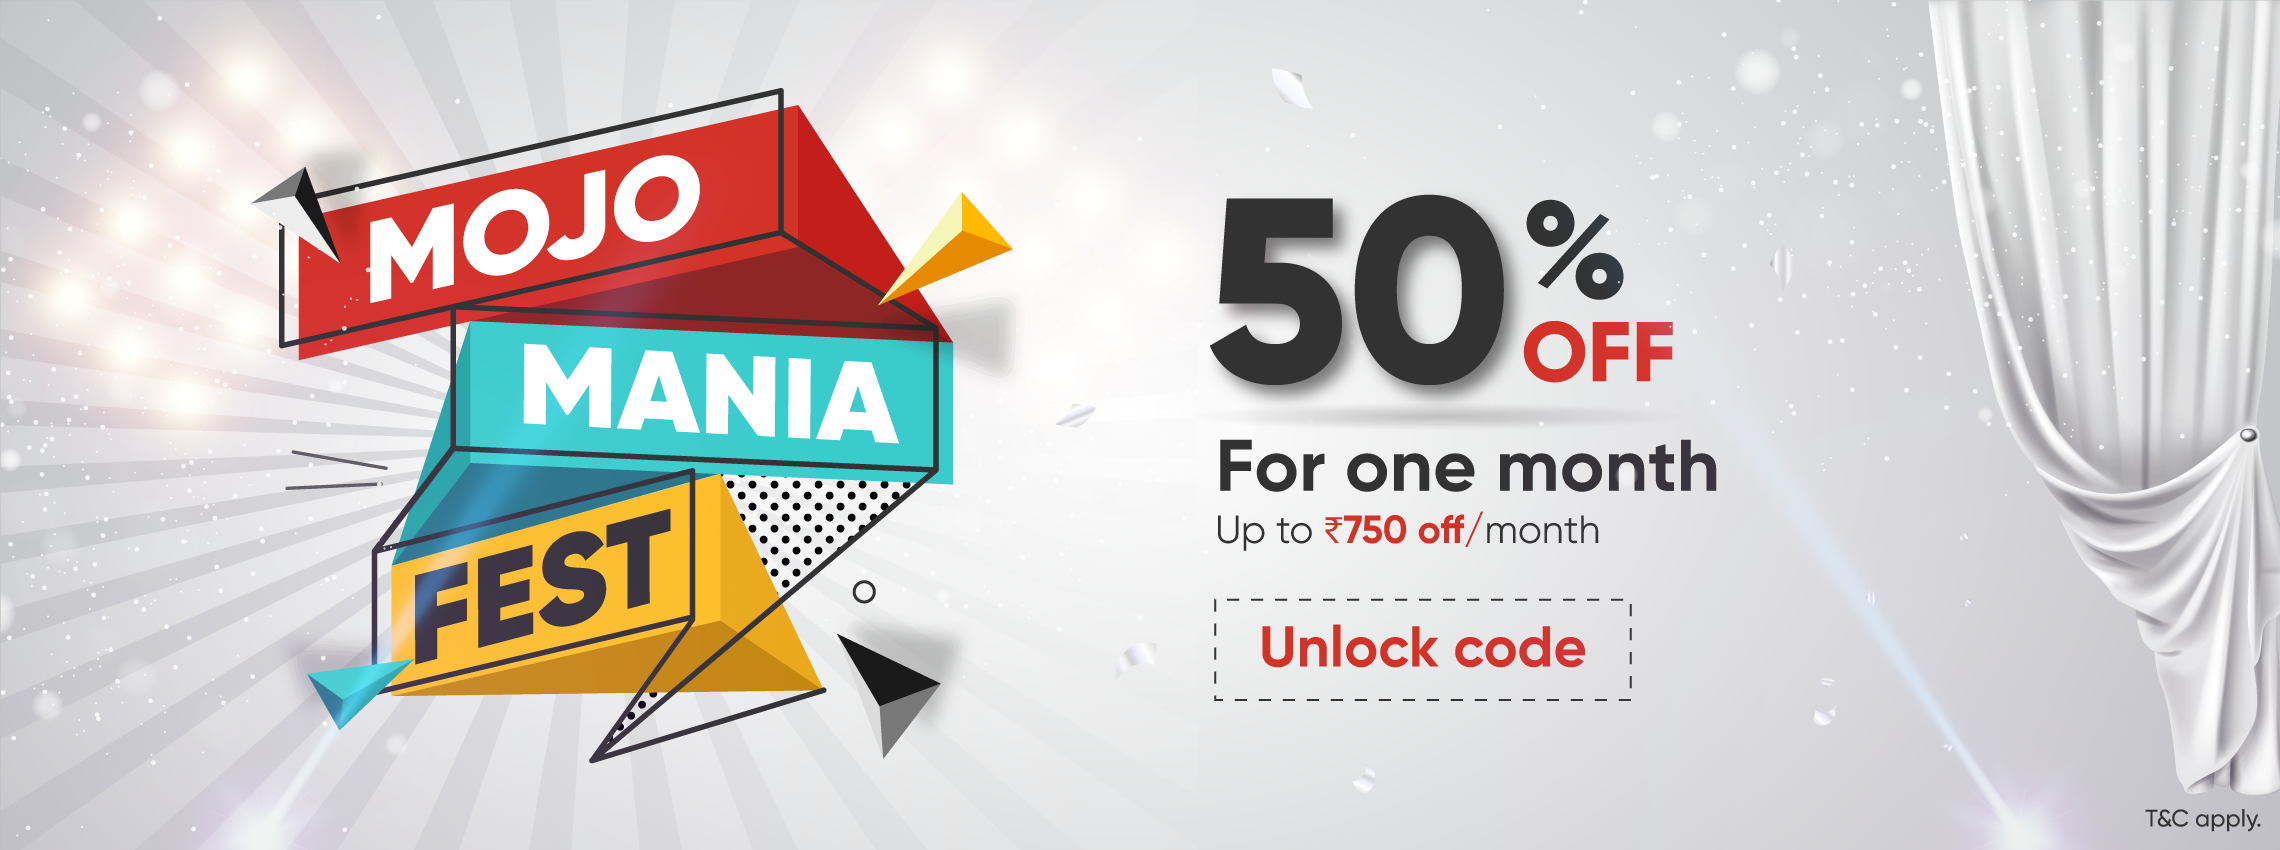 MOJO
MANIA
FEST
50%
OFF
For one month
Up to ₹750 off/month
Unlock code
T&C apply.